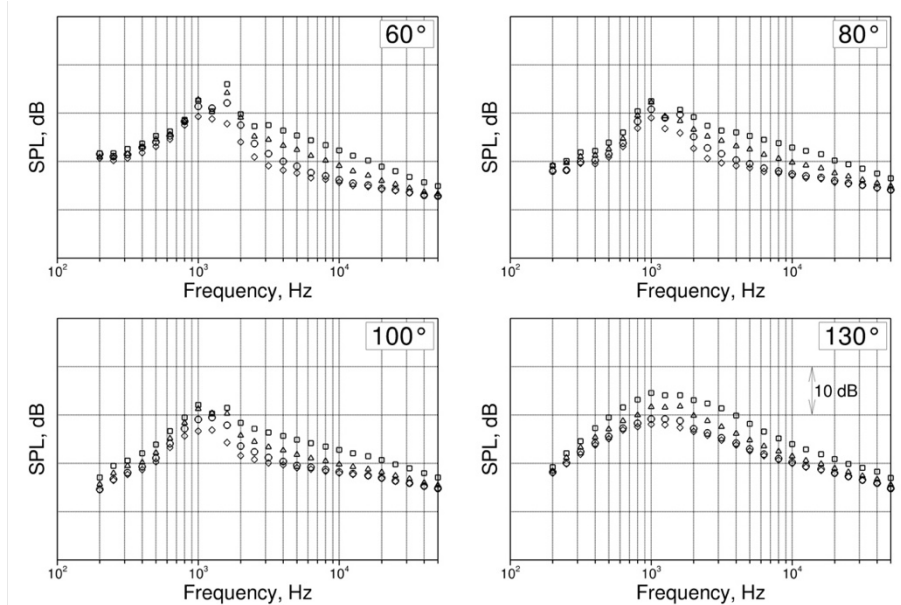 60°
SPL, dB
10² 10³ 10⁴
Frequency, Hz
80°
SPL, dB
10² 10³ 10⁴
Frequency, Hz
100°
SPL, dB
10² 10³ 10⁴
Frequency, Hz
130°
10 dB
SPL, dB
10² 10³ 10⁴
Frequency, Hz